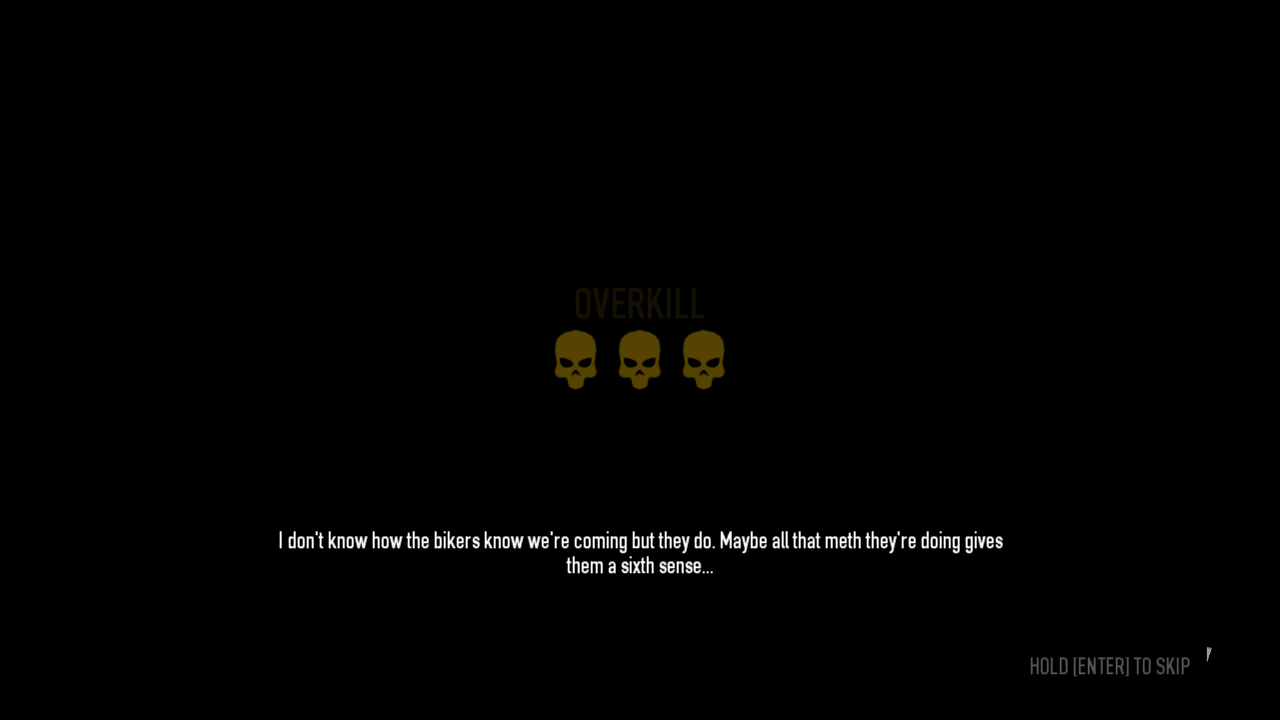 OVERKILL
I don't know how the bikers know we're coming but they do. Maybe all that meth they're doing gives
them a sixth sense...
HOLD [ENTER] TO SKIP